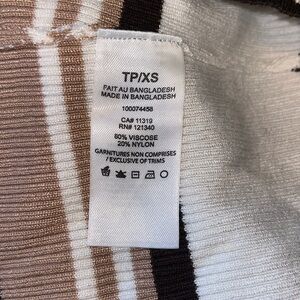 TP/XS
FAIT AU BANGLADESH
MADE IN BANGLADESH
100074458
CA# 11319
RN# 121340
80% VISCOSE
20% NYLON
GARNITURES NON COMPRISES
/ EXCLUSIVE OF TRIMS